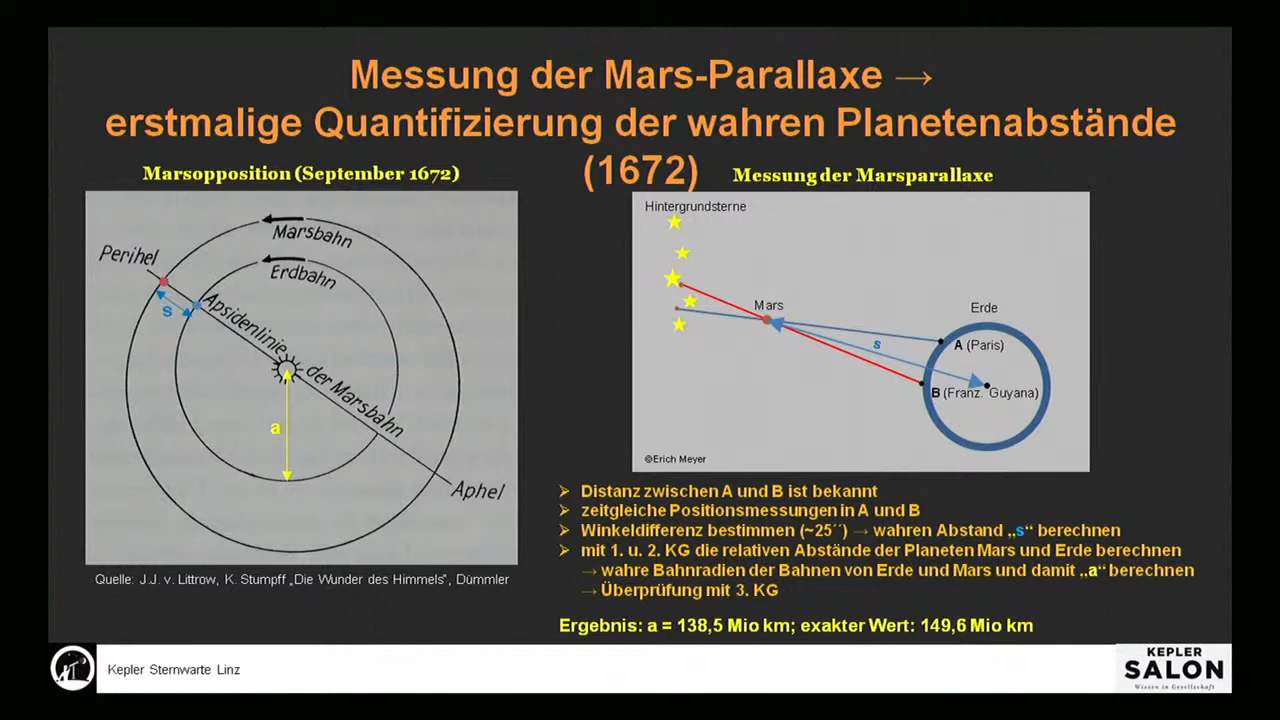 Messung der Mars-Parallaxe →
erstmalige Quantifizierung der wahren Planetenabstände
(1672)
Marsopposition (September 1672)
Marsbahn
Erdbahn
Perihel
s
Apsidenlinie
der Marsbahn
a
Aphel
Quelle: J.J. v. Littrow, K. Stumpff „Die Wunder des Himmels“, Dümmler
Messung der Marsparallaxe
Hintergrundsterne
Mars
Erde
s
A (Paris)
B (Franz. Guyana)
©Erich Meyer
➢ Distanz zwischen A und B ist bekannt
➢ zeitgleiche Positionsmessungen in A und B
➢ Winkeldifferenz bestimmen (~25´´) → wahren Abstand „s“ berechnen
➢ mit 1. u. 2. KG die relativen Abstände der Planeten Mars und Erde berechnen
→ wahre Bahnradien der Bahnen von Erde und Mars und damit „a“ berechnen
→ Überprüfung mit 3. KG
Ergebnis: a = 138,5 Mio km; exakter Wert: 149,6 Mio km
Kepler Sternwarte Linz
KEPLER
SALON
Wissen in Gesellschaft